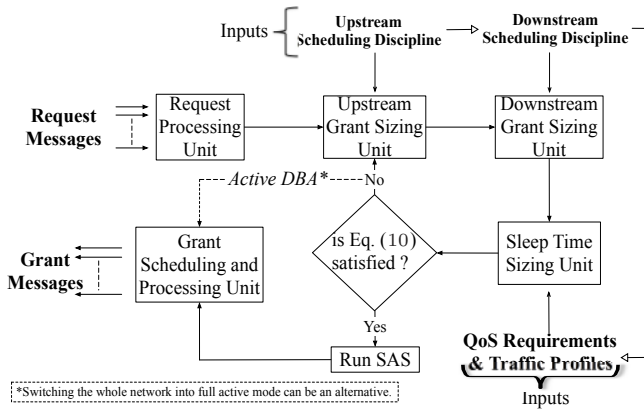 Inputs
Upstream
Scheduling Discipline
Downstream
Scheduling Discipline
Request
Messages
Request
Processing
Unit
Upstream
Grant Sizing
Unit
Downstream
Grant Sizing
Unit
Active DBA*
No
Grant
Messages
Grant
Scheduling and
Processing Unit
is Eq. (10)
satisfied ?
Sleep Time
Sizing Unit
Yes
Run SAS
QoS Requirements
& Traffic Profiles
Inputs
*Switching the whole network into full active mode can be an alternative.